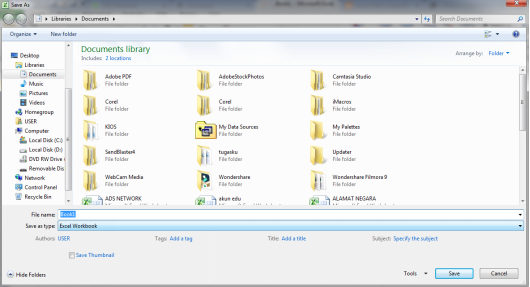 Save As
Libraries ▸ Documents ▸
Search Documents
Organize ▾ New folder
Desktop
Libraries
Documents
Music
Pictures
Videos
Homegroup
USER
Computer
Local Disk (C:)
Local Disk (D:)
DVD RW Drive (
Removable Dis
Network
Control Panel
Recycle Bin
Documents library
Includes: 2 locations
Arrange by: Folder ▾
Adobe PDF
File folder
AdobeStockPhotos
File folder
Camtasia Studio
File folder
Corel
File folder
Corel
File folder
iMacros
File folder
KIOS
File folder
My Data Sources
File folder
My Palettes
File folder
SendBlaster4
File folder
tugasku
File folder
Updater
File folder
WebCam Media
File folder
Wondershare
File folder
Wondershare Filmora 9
File folder
ADS NETWORK
akun edu
ALAMAT NEGARA
File name: Book1
Save as type: Excel Workbook
Authors: USER
Tags: Add a tag
Title: Add a title
Subject: Specify the subject
Save Thumbnail
Hide Folders
Tools ▾
Save
Cancel